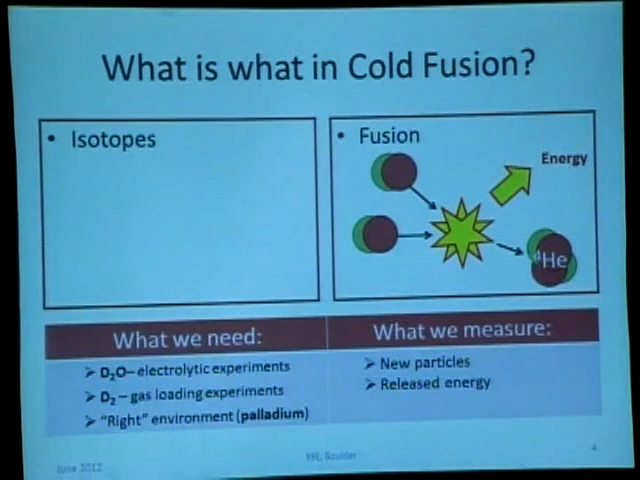 What is what in Cold Fusion?
• Isotopes
• Fusion
Energy
⁴He
What we need:
What we measure:
➤ D₂O– electrolytic experiments
➤ D₂ – gas loading experiments
➤ "Right" environment (palladium)
➤ New particles
➤ Released energy
June 2012
Boulder
4